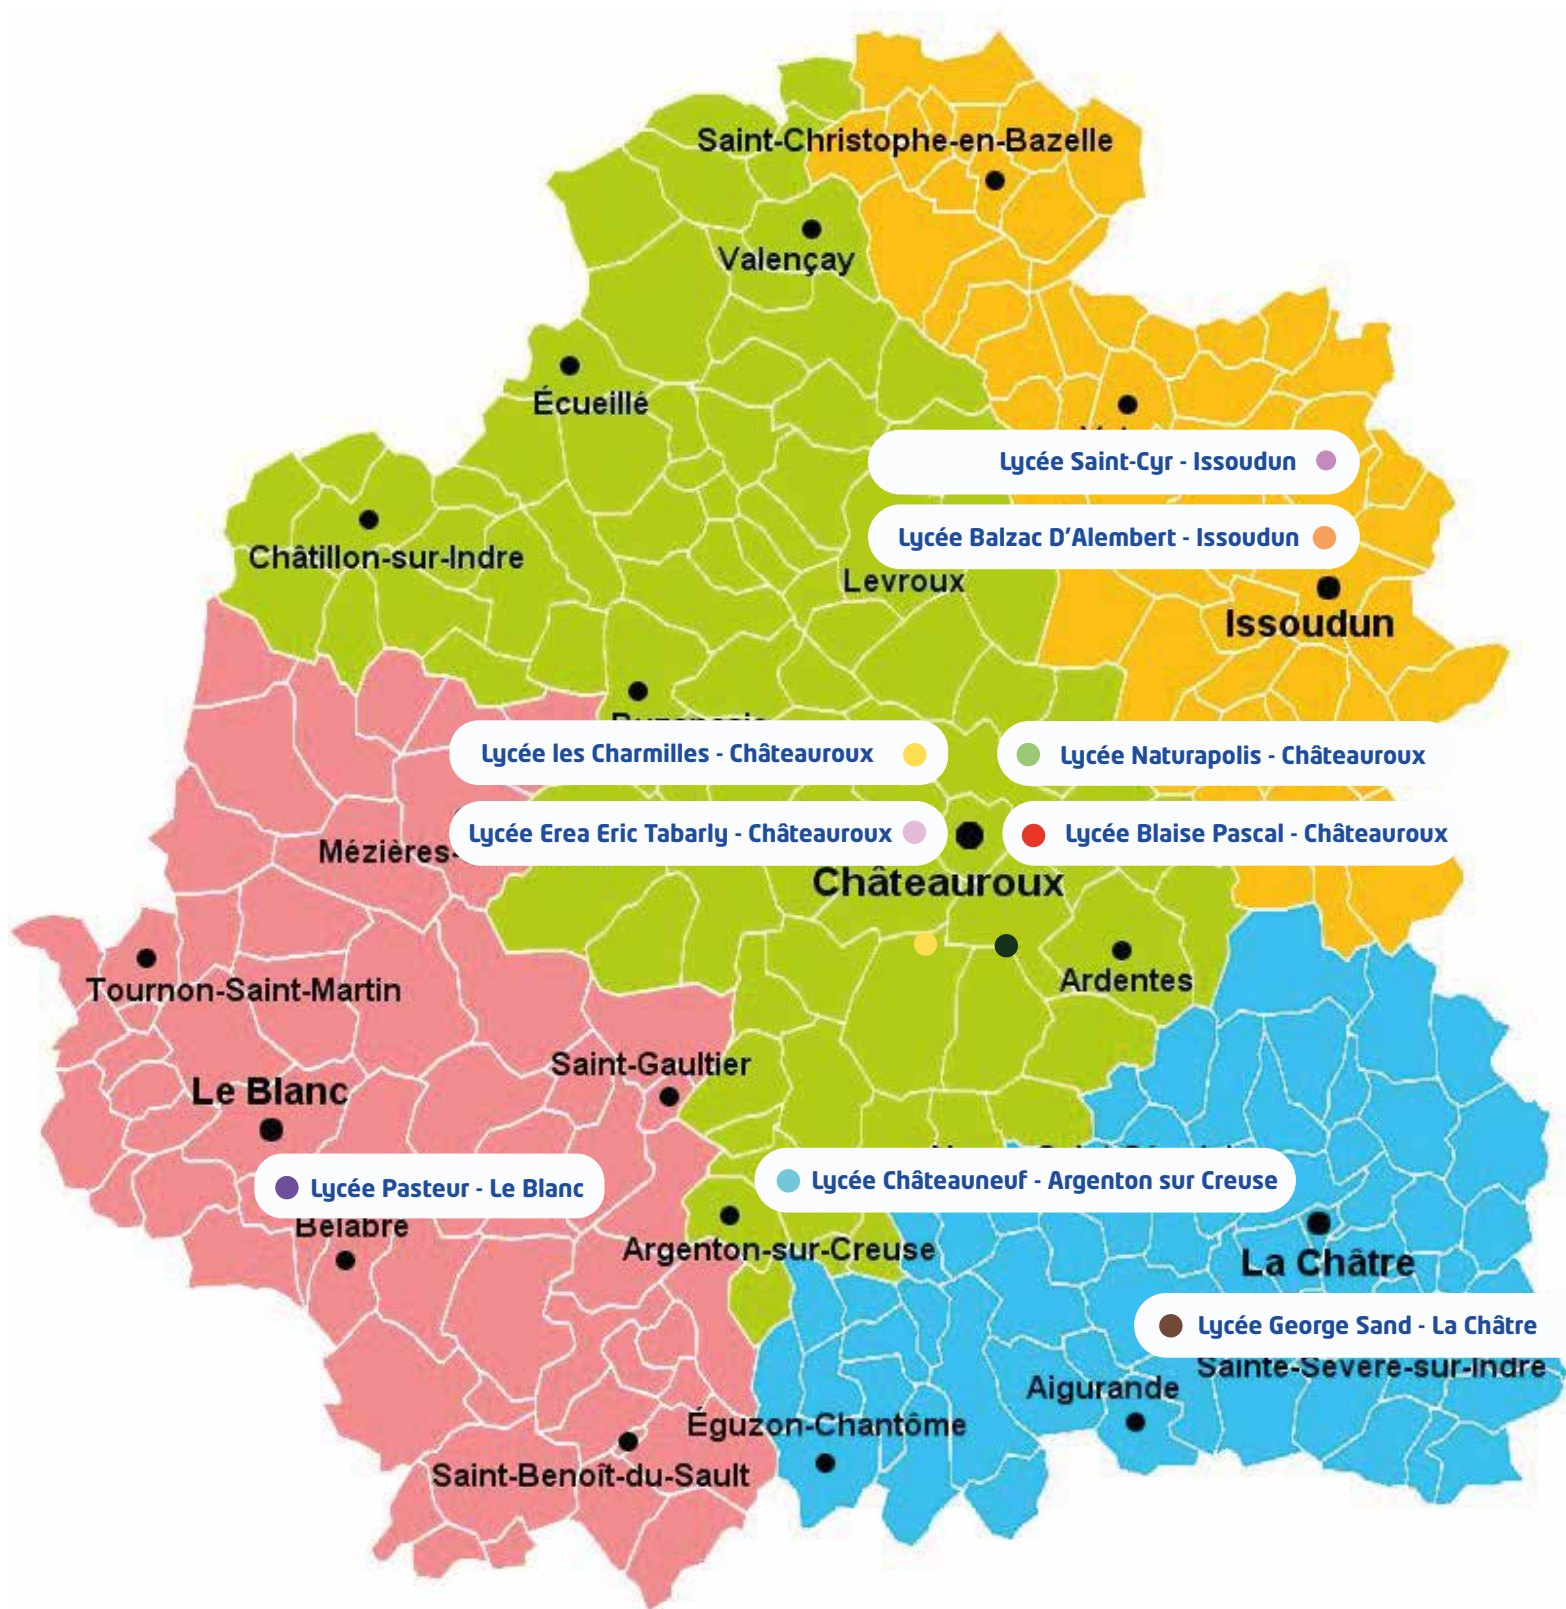 Saint-Christophe-en-Bazelle
Valençay
Écueillé
Lycée Saint-Cyr - Issoudun
Lycée Balzac D'Alembert - Issoudun
Châtillon-sur-Indre
Levroux
Issoudun
Lycée les Charmilles - Châteauroux
Lycée Naturapolis - Châteauroux
Lycée Erea Eric Tabarly - Châteauroux
Lycée Blaise Pascal - Châteauroux
Mézières-
Châteauroux
Ardentes
Tournon-Saint-Martin
Saint-Gaultier
Le Blanc
Lycée Pasteur - Le Blanc
Lycée Châteauneuf - Argenton sur Creuse
Bélâbre
Argenton-sur-Creuse
La Châtre
Lycée George Sand - La Châtre
Sainte-Sévère-sur-Indre
Aigurande
Éguzon-Chantôme
Saint-Benoît-du-Sault